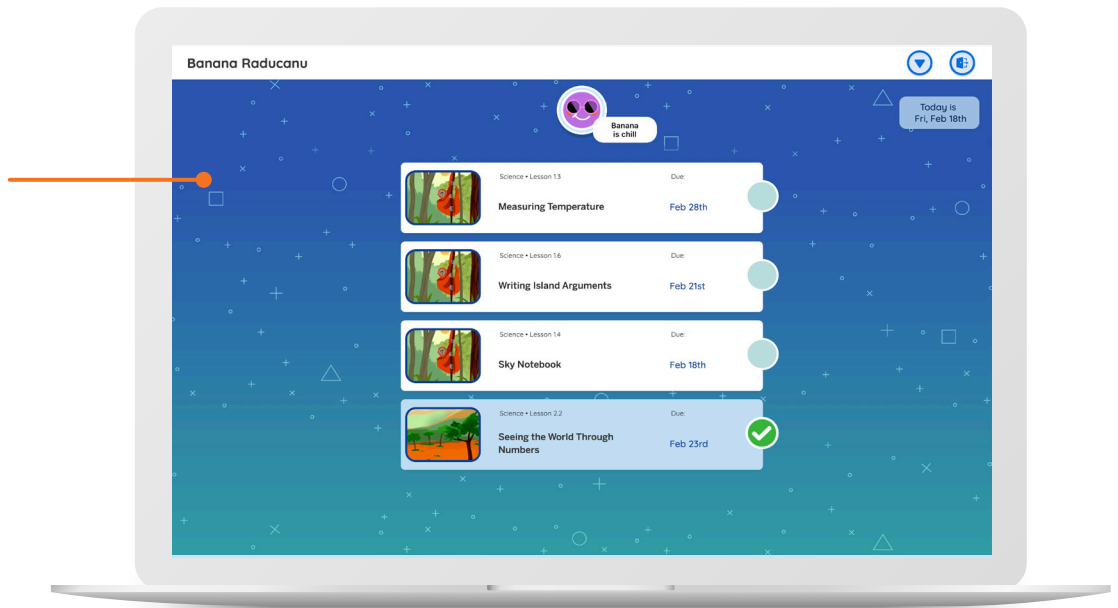 Banana Raducanu
Today is
Fri, Feb 18th
Banana
is chill
Science • Lesson 1.3
Due:
Measuring Temperature
Feb 28th
Science • Lesson 1.6
Due:
Writing Island Arguments
Feb 21st
Science • Lesson 1.4
Due:
Sky Notebook
Feb 18th
Science • Lesson 2.2
Due:
Seeing the World Through
Numbers
Feb 23rd